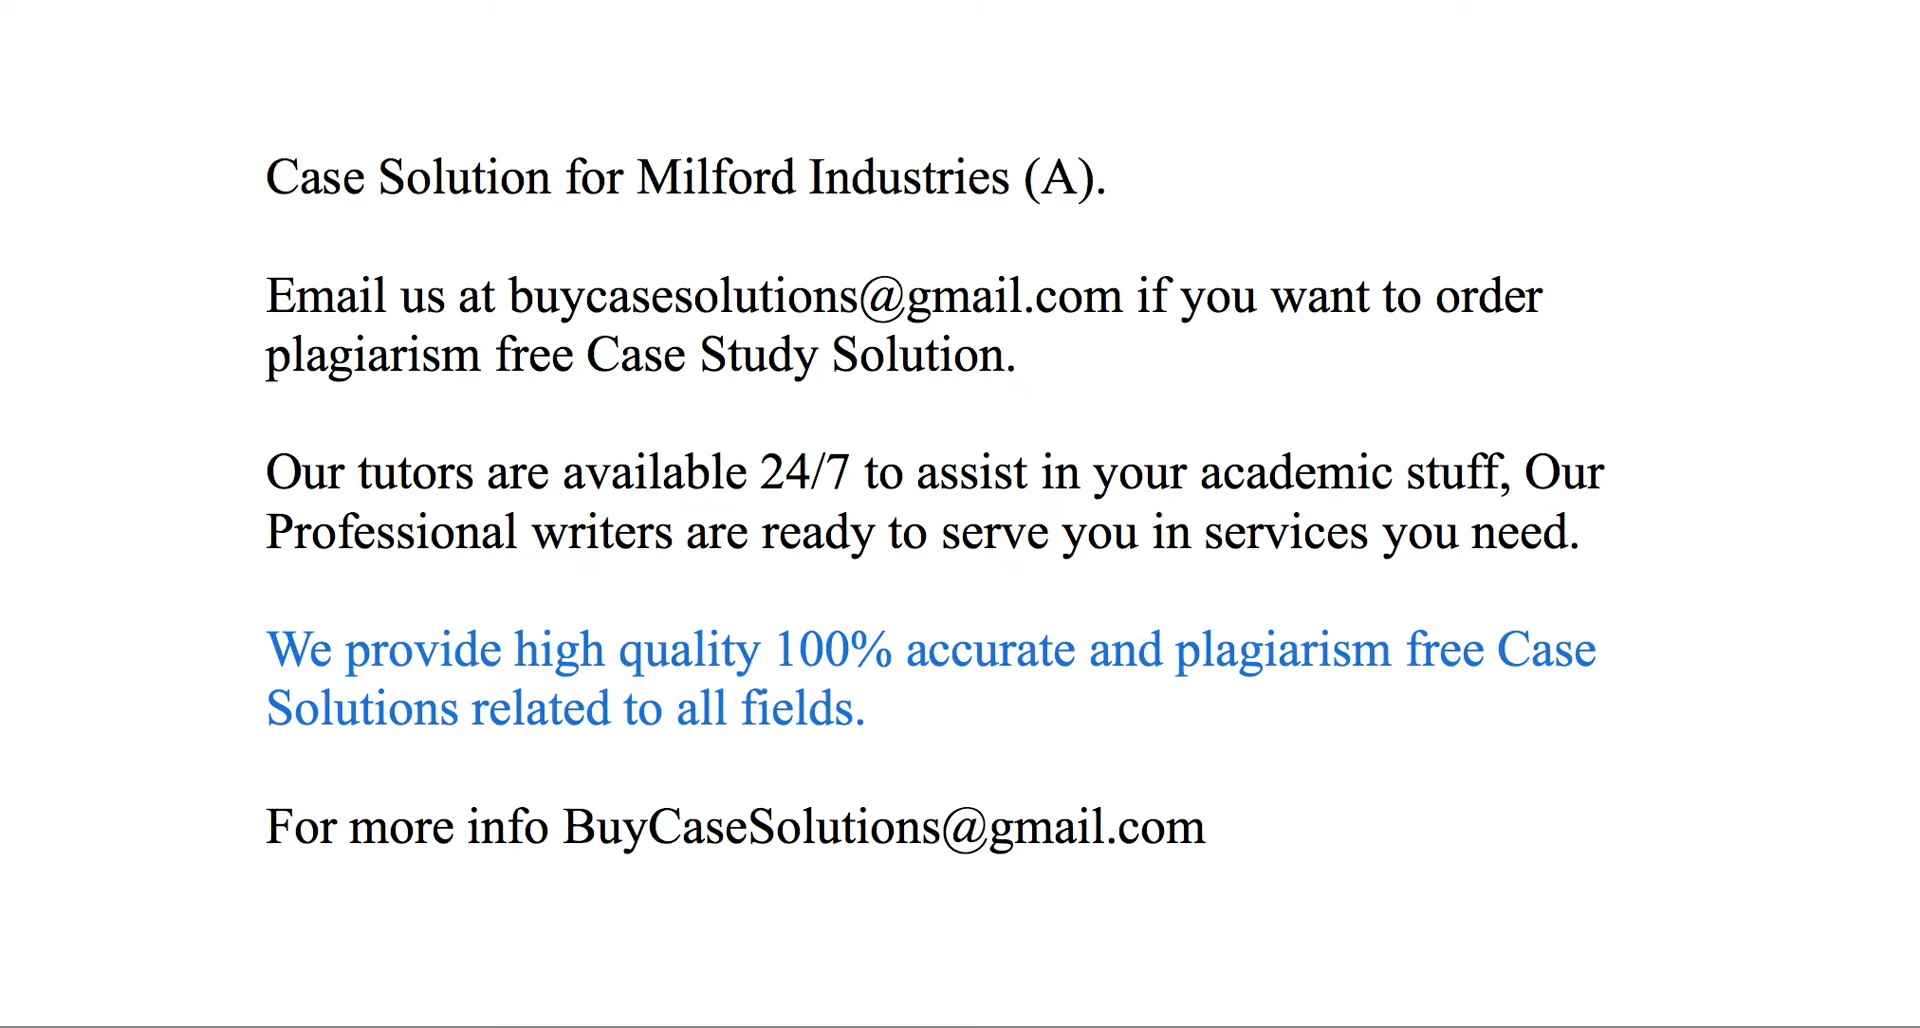 Case Solution for Milford Industries (A).
Email us at buycasesolutions@gmail.com if you want to order
plagiarism free Case Study Solution.
Our tutors are available 24/7 to assist in your academic stuff, Our
Professional writers are ready to serve you in services you need.
We provide high quality 100% accurate and plagiarism free Case
Solutions related to all fields.
For more info BuyCaseSolutions@gmail.com